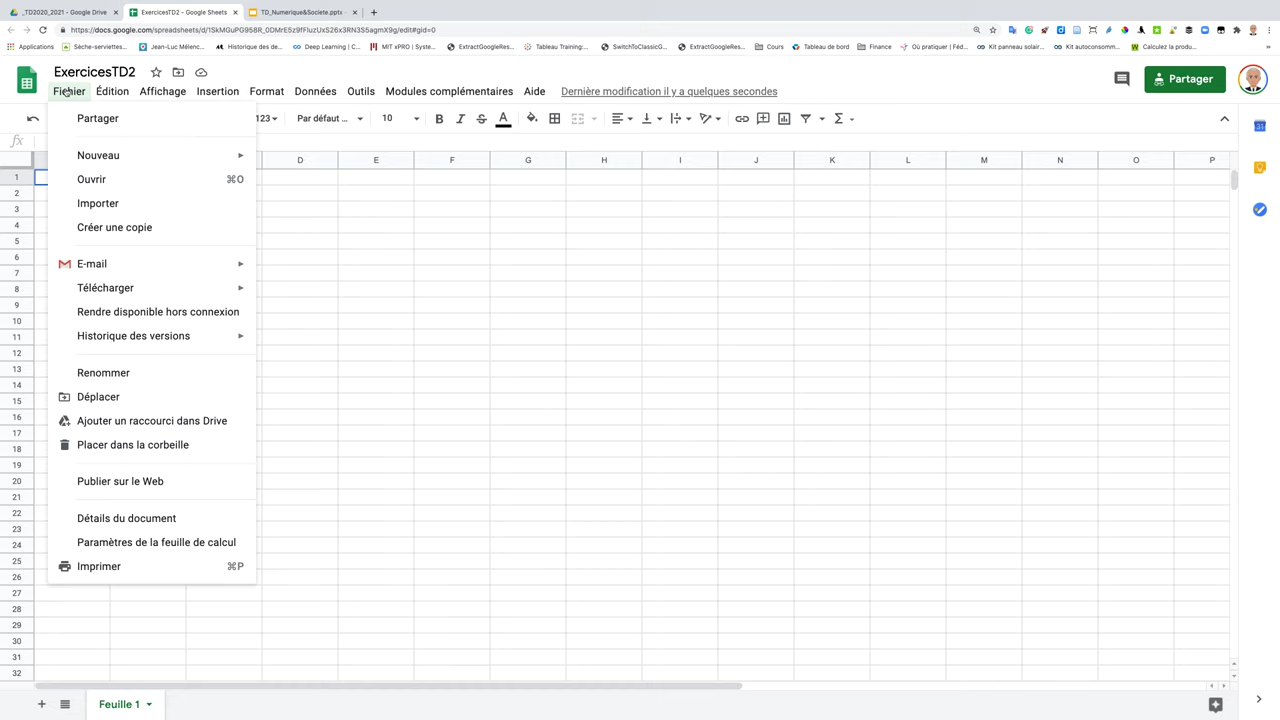 _TD2020_2021 - Google Drive
ExercicesTD2 - Google Sheets
TD_Numerique&Societe.pptx
https://docs.google.com/spreadsheets/d/1SkMGuPG958R_0DMrE5z9fFIuzUxS26x3RN3S5agmX9g/edit#gid=0
Applications
Sèche-serviettes...
Jean-Luc Mélenc...
Historique des de...
Deep Learning | C...
MIT xPRO | Syste...
ExtractGoogleRes...
Tableau Training:...
SwitchToClassicG...
ExtractGoogleRes...
Cours
Tableau de bord
Finance
Où pratiquer | Féd...
Kit panneau solair...
Kit autoconsomm...
Calculez la produ...
»
ExercicesTD2
Partager
Fichier Édition Affichage Insertion Format Données Outils Modules complémentaires Aide Dernière modification il y a quelques secondes
123 Par défaut ... 10 B I S A Σ
fx
D E F G H I J K L M N O P
Partager
Nouveau
Ouvrir ⌘O
Importer
Créer une copie
E-mail
Télécharger
Rendre disponible hors connexion
Historique des versions
Renommer
Déplacer
Ajouter un raccourci dans Drive
Placer dans la corbeille
Publier sur le Web
Détails du document
Paramètres de la feuille de calcul
Imprimer ⌘P
1
2
3
4
5
6
7
8
9
10
11
12
13
14
15
16
17
18
19
20
21
22
23
24
25
26
27
28
29
30
31
32
Feuille 1